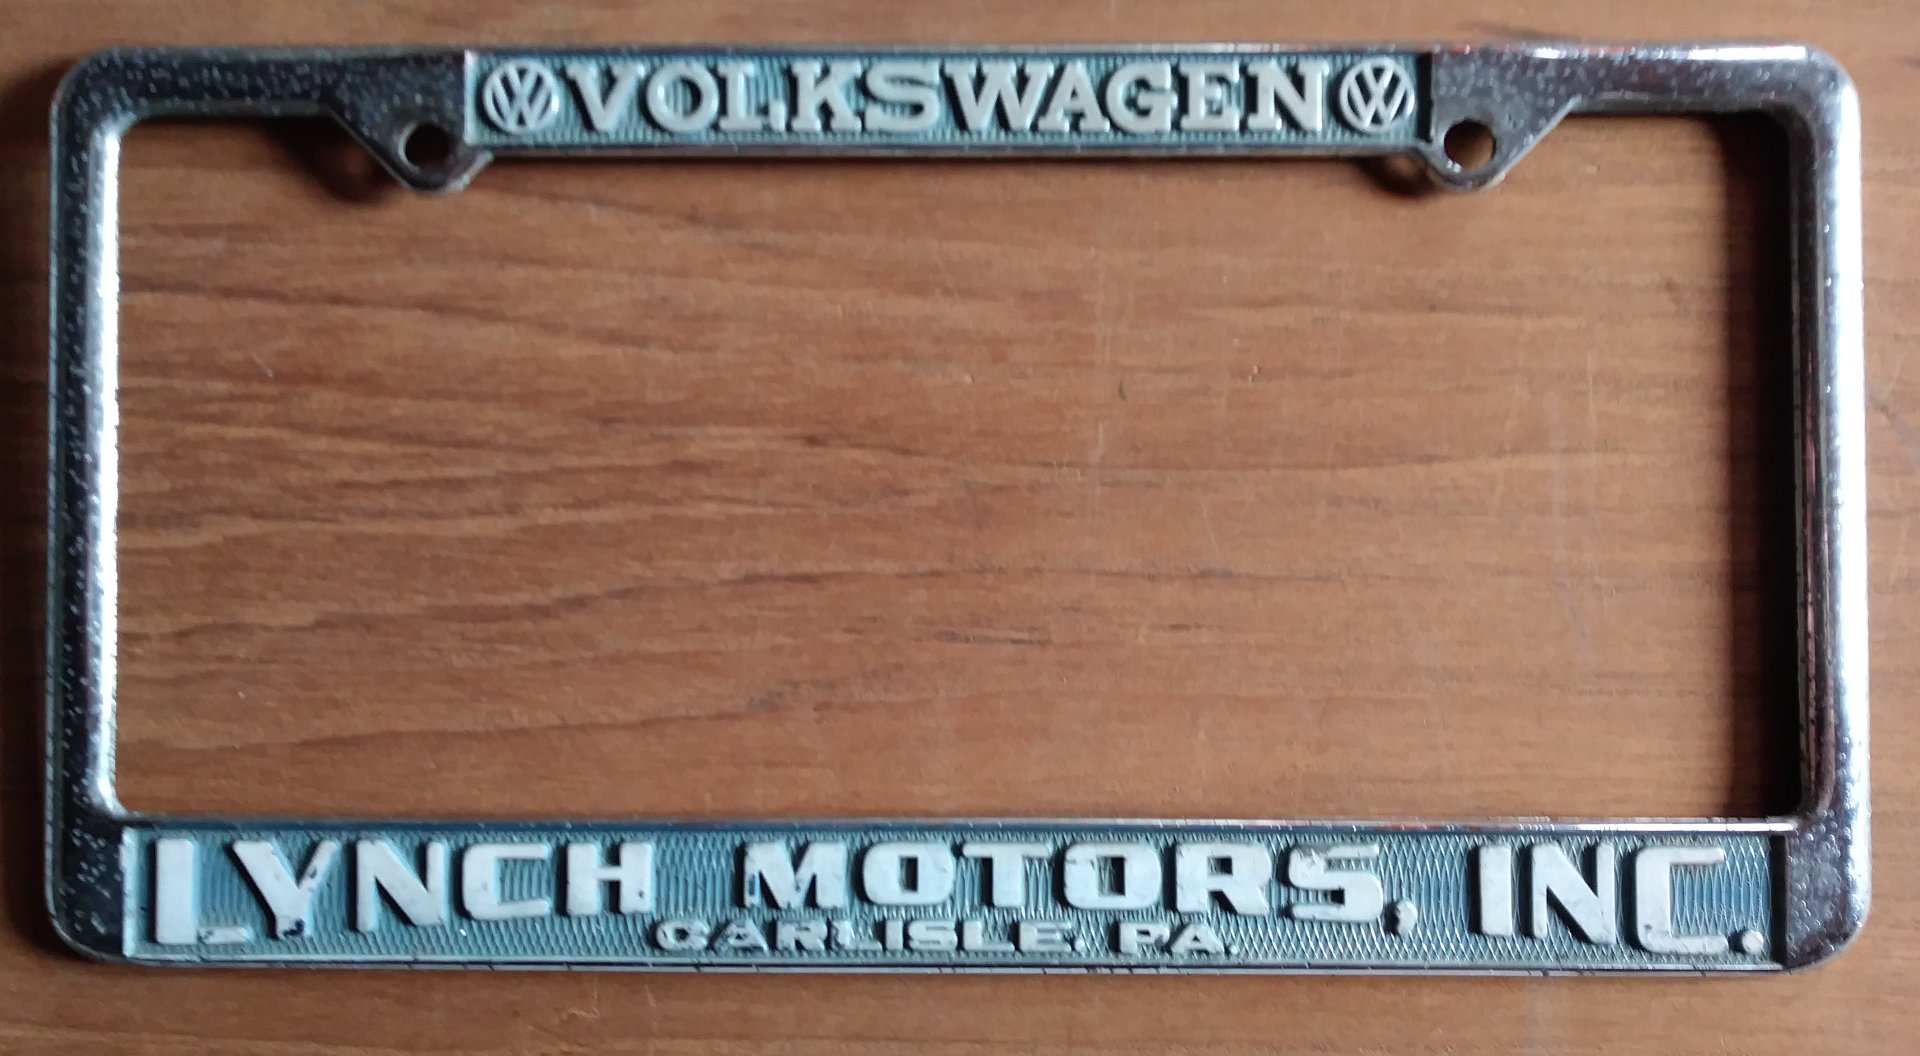 VOLKSWAGEN
LYNCH MOTORS, INC.
CARLISLE, PA.